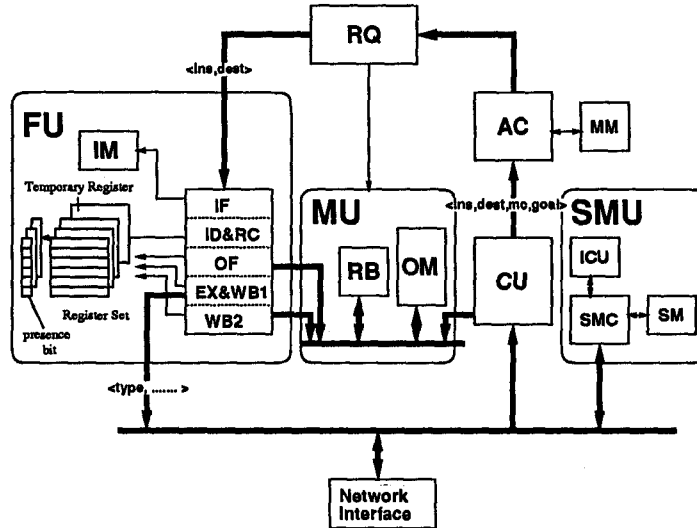 RQ
<ins,dest>
FU
AC
MM
IM
Temporary Register
IF
MU
<ins,dest,mc,goal>
SMU
ID&RC
OF
RB
OM
CU
ICU
EX&WB1
SMC
SM
WB2
Register Set
presence
bit
<type, ....... >
Network
Interface